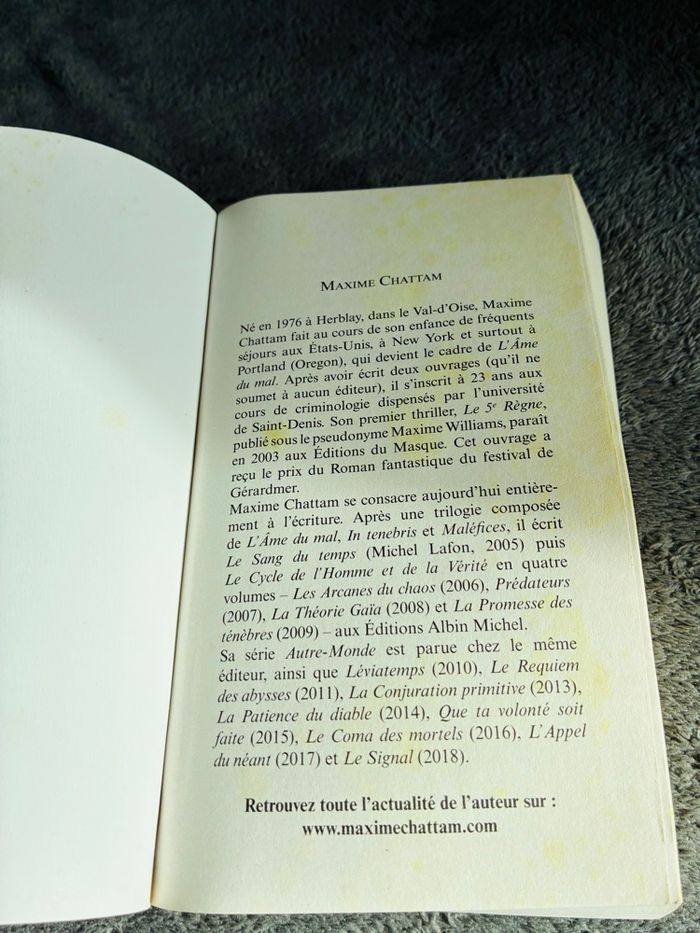 MAXIME CHATTAM
Né en 1976 à Herblay, dans le Val-d'Oise, Maxime
Chattam fait au cours de son enfance de fréquents
séjours aux États-Unis, à New York et surtout à
Portland (Oregon), qui devient le cadre de L'Âme
du mal. Après avoir écrit deux ouvrages (qu'il ne
soumet à aucun éditeur), il s'inscrit à 23 ans aux
cours de criminologie dispensés par l'université
de Saint-Denis. Son premier thriller, Le 5e Règne,
publié sous le pseudonyme Maxime Williams, paraît
en 2003 aux Éditions du Masque. Cet ouvrage a
reçu le prix du Roman fantastique du festival de
Gérardmer.
Maxime Chattam se consacre aujourd'hui entière-
ment à l'écriture. Après une trilogie composée
de L'Âme du mal, In tenebris et Maléfices, il écrit
Le Sang du temps (Michel Lafon, 2005) puis
Le Cycle de l'Homme et de la Vérité en quatre
volumes – Les Arcanes du chaos (2006), Prédateurs
(2007), La Théorie Gaïa (2008) et La Promesse des
ténèbres (2009) – aux Éditions Albin Michel.
Sa série Autre-Monde est parue chez le même
éditeur, ainsi que Léviatemps (2010), Le Requiem
des abysses (2011), La Conjuration primitive (2013),
La Patience du diable (2014), Que ta volonté soit
faite (2015), Le Coma des mortels (2016), L'Appel
du néant (2017) et Le Signal (2018).
Retrouvez toute l'actualité de l'auteur sur :
www.maximechattam.com